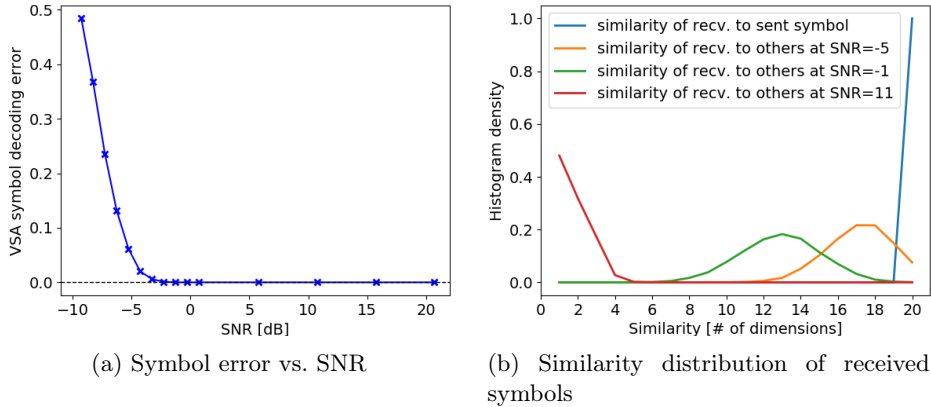 0.5
0.4
0.3
0.2
0.1
0.0
VSA symbol decoding error
−10 −5 0 5 10 15 20
SNR [dB]
(a) Symbol error vs. SNR
1.0
0.8
0.6
0.4
0.2
0.0
Histogram density
similarity of recv. to sent symbol
similarity of recv. to others at SNR=-5
similarity of recv. to others at SNR=-1
similarity of recv. to others at SNR=11
0 2 4 6 8 10 12 14 16 18 20
Similarity [# of dimensions]
(b) Similarity distribution of received
symbols